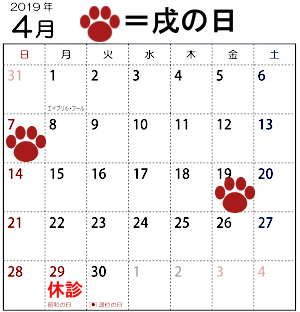 2019年
4月 =戌の日
日 月 火 水 木 金 土
31 1 2 3 4 5 6
エイプリル・フール
7 8 9 10 11 12 13
14 15 16 17 18 19 20
21 22 23 24 25 26 27
28 29 30 1 2 3 4
休診
昭和の日 退位の日